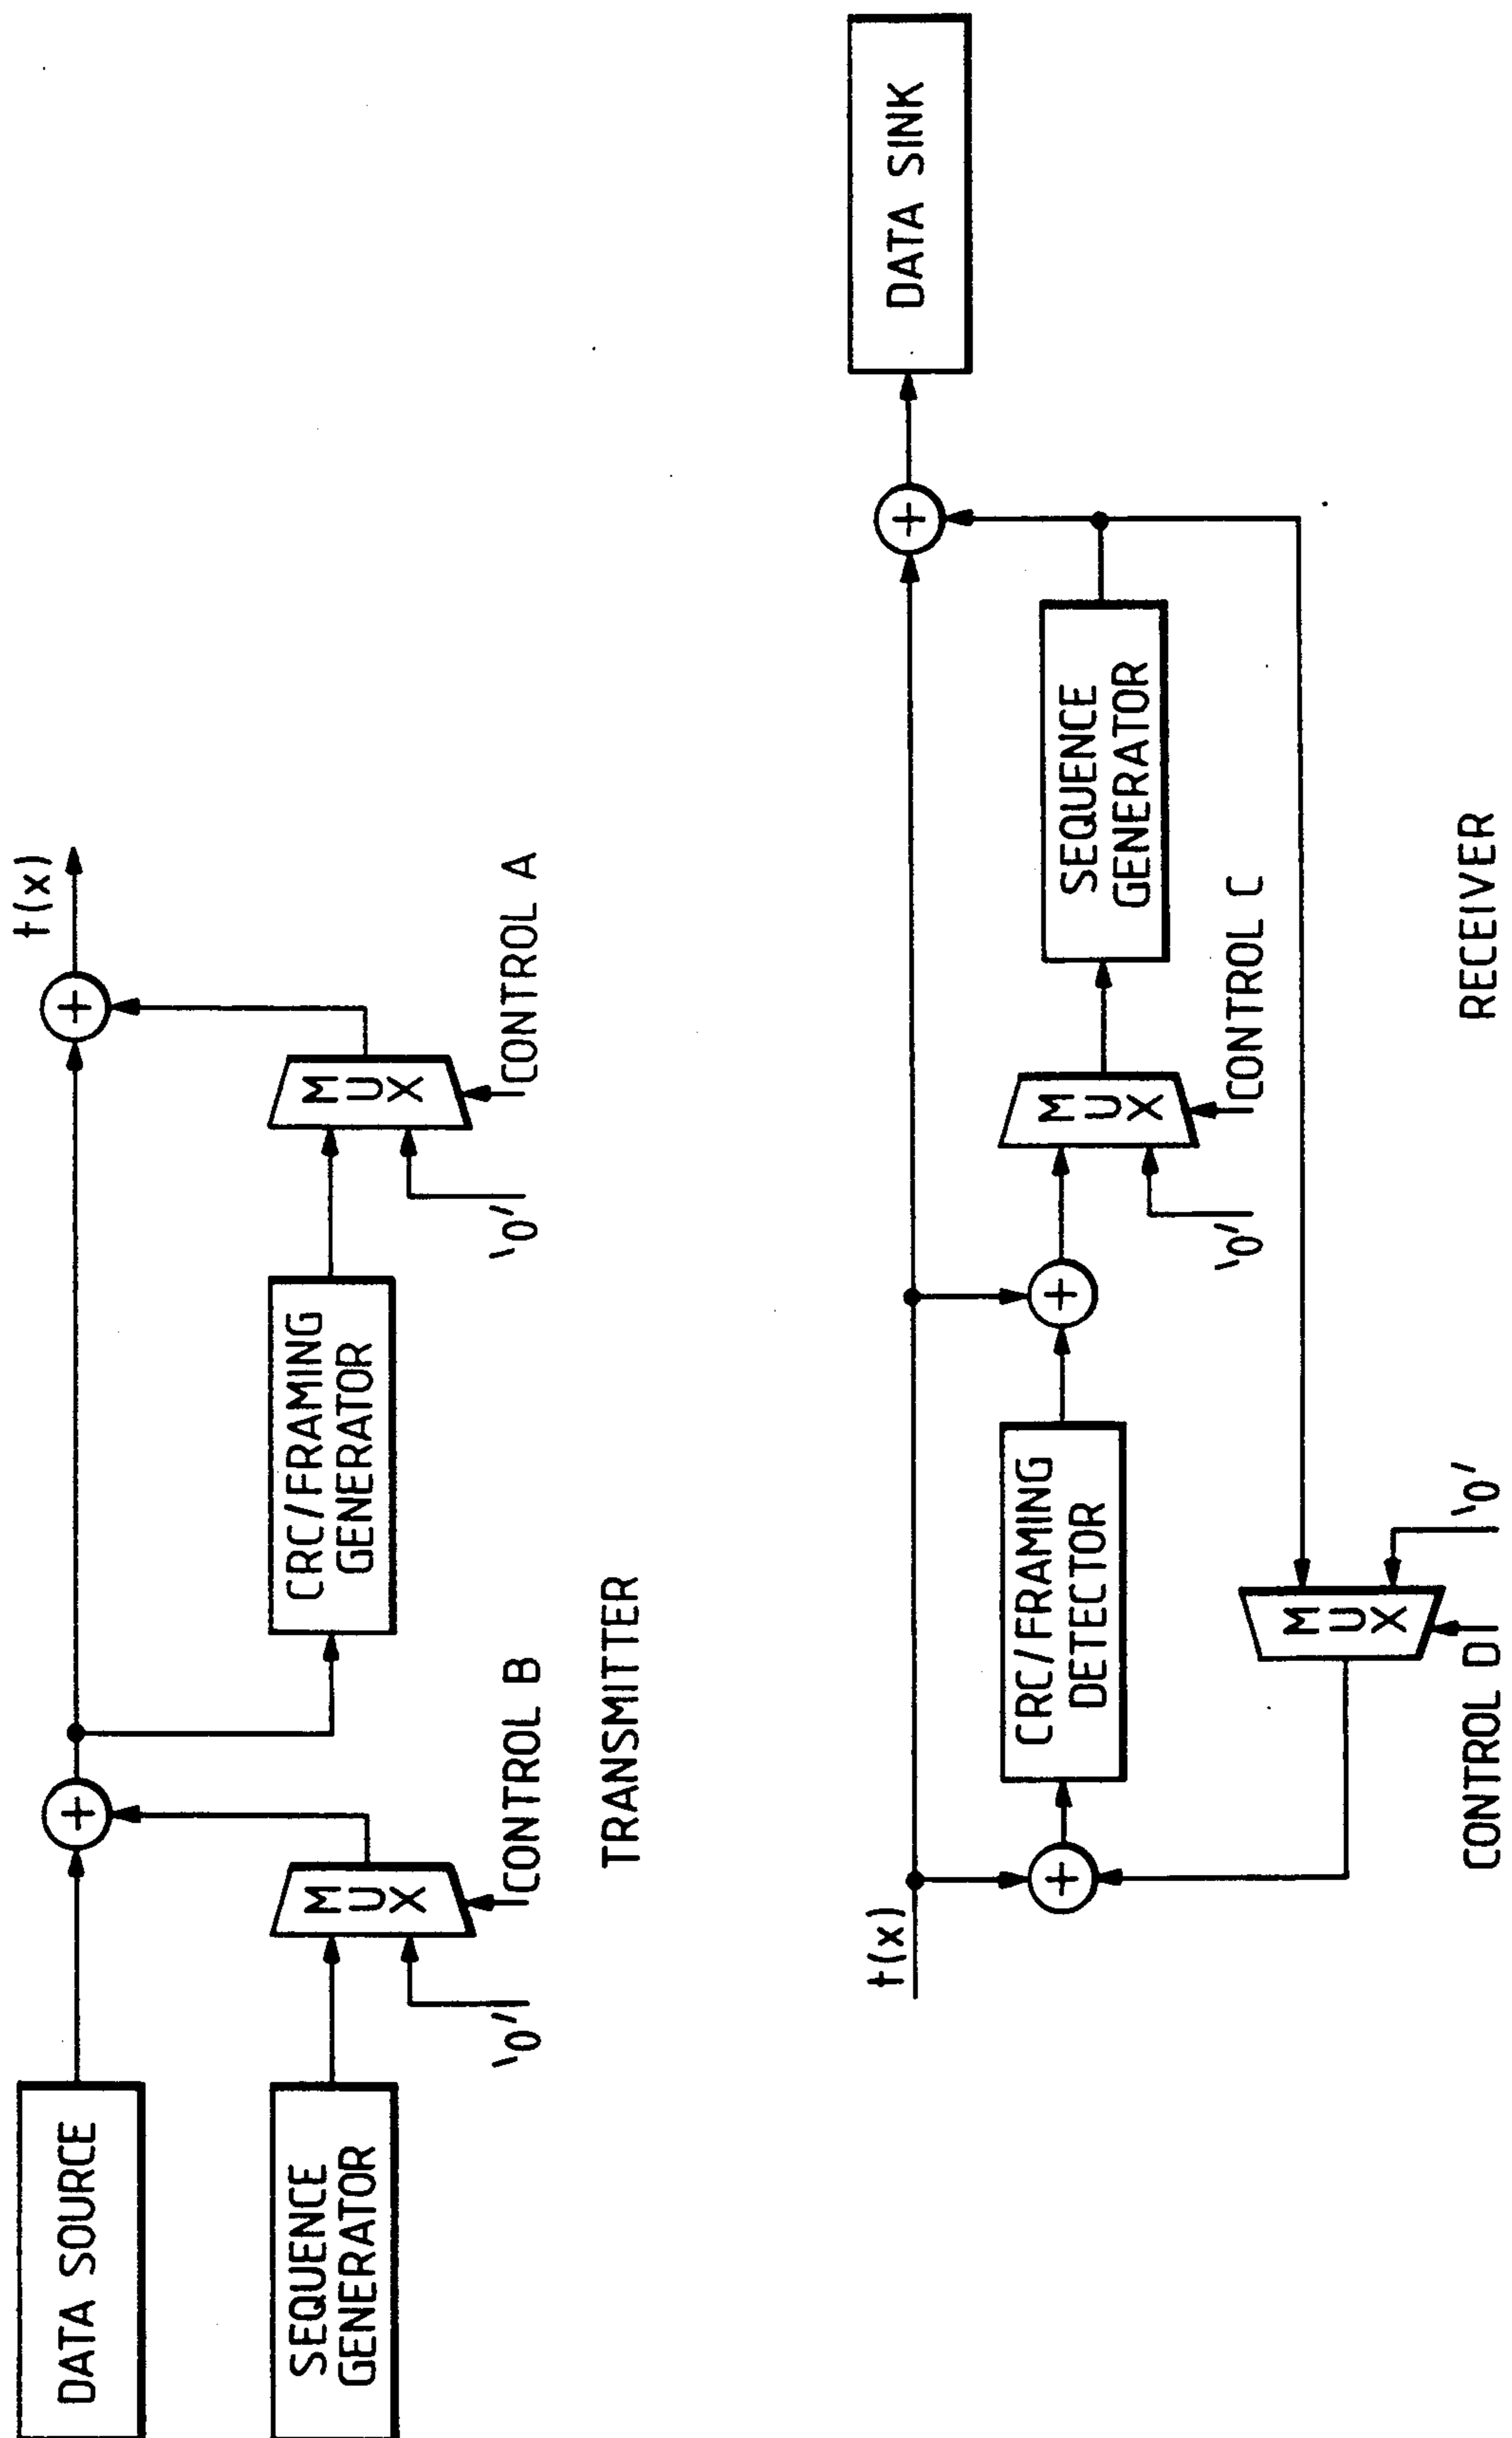 DATA SOURCE
SEQUENCE
GENERATOR
'0'
MUX
CONTROL B
CRC/FRAMING
GENERATOR
'0'
MUX
CONTROL A
t(x)
TRANSMITTER
t(x)
CRC/FRAMING
DETECTOR
'0'
MUX
CONTROL C
SEQUENCE
GENERATOR
DATA SINK
CONTROL D
MUX
'0'
RECEIVER